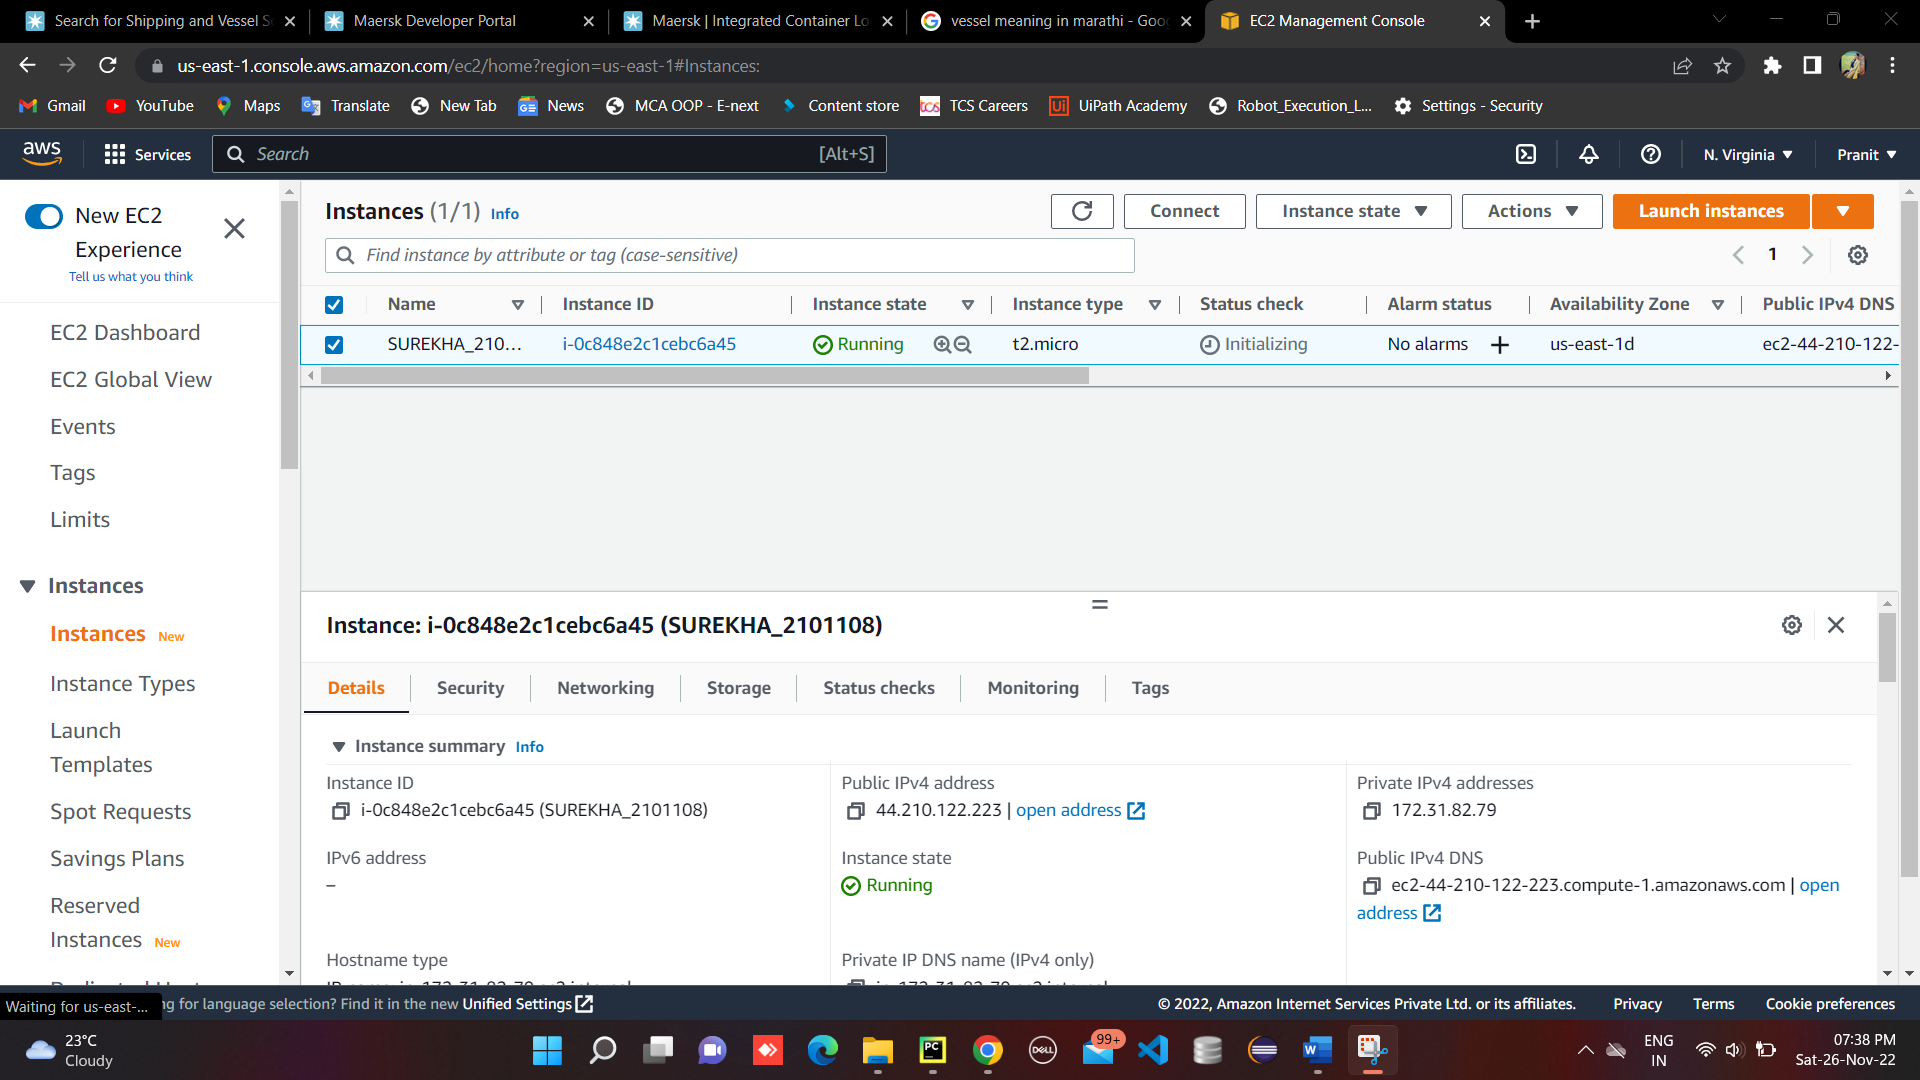 Search for Shipping and Vessel S
Maersk Developer Portal
Maersk | Integrated Container Lo
vessel meaning in marathi - Goo
EC2 Management Console
us-east-1.console.aws.amazon.com/ec2/home?region=us-east-1#Instances:
Gmail
YouTube
Maps
Translate
New Tab
News
MCA OOP - E-next
Content store
tcs
TCS Careers
Ui
UiPath Academy
Robot_Execution_L...
Settings - Security
aws
Services
Search
[Alt+S]
N. Virginia
Pranit
New EC2
Experience
Tell us what you think
EC2 Dashboard
EC2 Global View
Events
Tags
Limits
Instances
Instances New
Instance Types
Launch
Templates
Spot Requests
Savings Plans
Reserved
Instances New
Instances (1/1) Info
Connect
Instance state
Actions
Launch instances
Find instance by attribute or tag (case-sensitive)
1
Name
Instance ID
Instance state
Instance type
Status check
Alarm status
Availability Zone
Public IPv4 DNS
SUREKHA_210...
i-0c848e2c1cebc6a45
Running
t2.micro
Initializing
No alarms
us-east-1d
ec2-44-210-122-
Instance: i-0c848e2c1cebc6a45 (SUREKHA_2101108)
Details
Security
Networking
Storage
Status checks
Monitoring
Tags
Instance summary Info
Instance ID
i-0c848e2c1cebc6a45 (SUREKHA_2101108)
Public IPv4 address
44.210.122.223 | open address
Private IPv4 addresses
172.31.82.79
IPv6 address
–
Instance state
Running
Public IPv4 DNS
ec2-44-210-122-223.compute-1.amazonaws.com | open
address
Hostname type
Private IP DNS name (IPv4 only)
Waiting for us-east-...
for language selection? Find it in the new Unified Settings
© 2022, Amazon Internet Services Private Ltd. or its affiliates.
Privacy
Terms
Cookie preferences
23°C
Cloudy
PC
DELL
99+
W
ENG
IN
07:38 PM
Sat-26-Nov-22